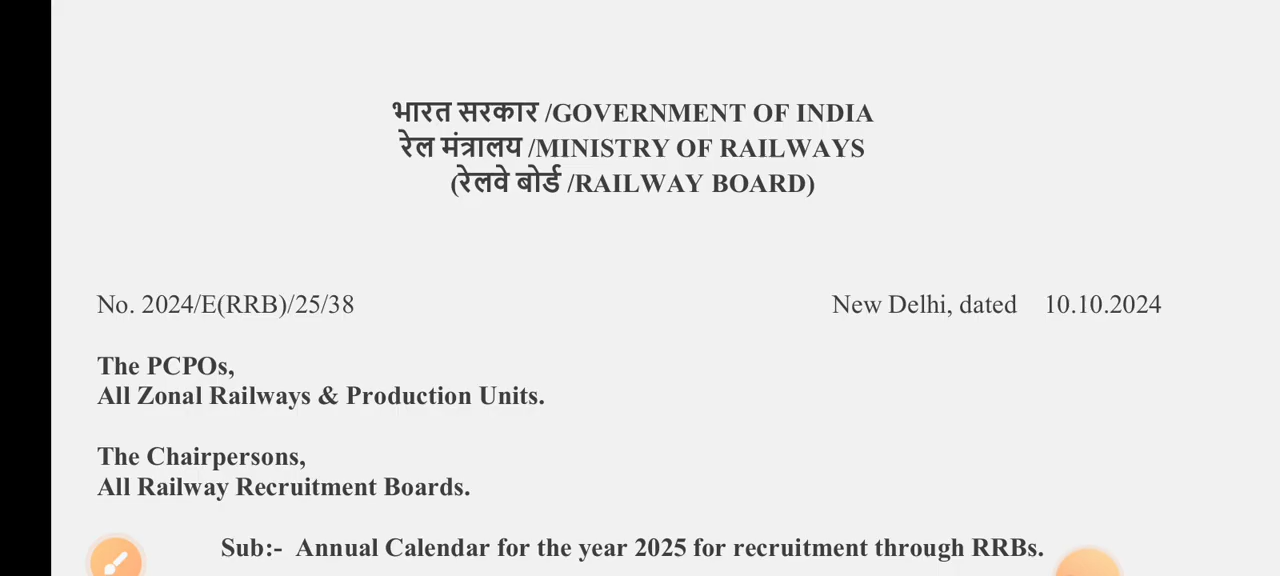 भारत सरकार /GOVERNMENT OF INDIA
रेल मंत्रालय /MINISTRY OF RAILWAYS
(रेलवे बोर्ड /RAILWAY BOARD)
No. 2024/E(RRB)/25/38 New Delhi, dated 10.10.2024
The PCPOs,
All Zonal Railways & Production Units.
The Chairpersons,
All Railway Recruitment Boards.
Sub:- Annual Calendar for the year 2025 for recruitment through RRBs.